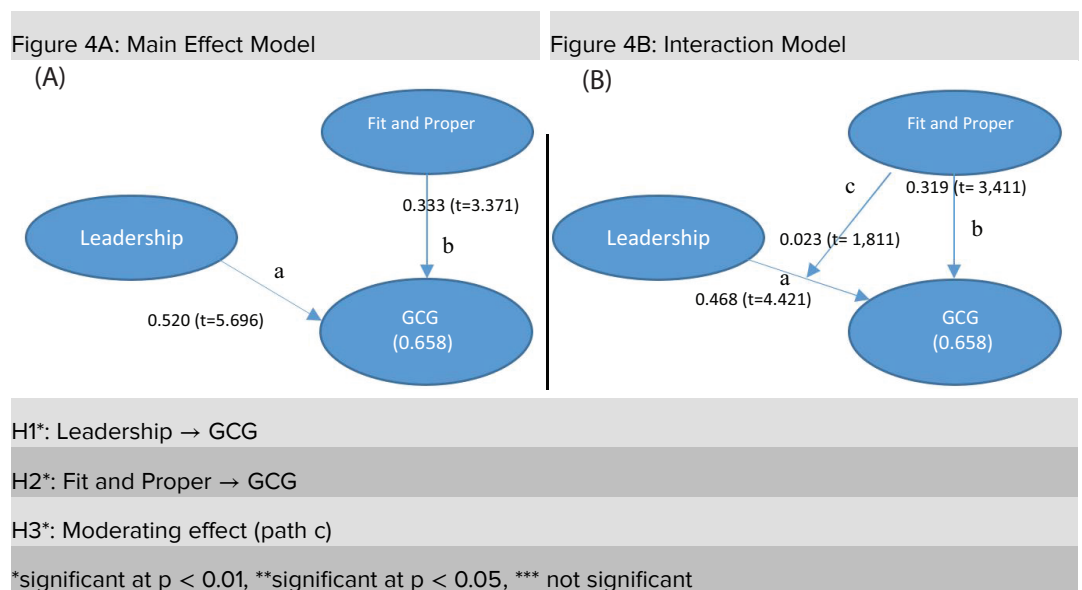 Figure 4A: Main Effect Model
Figure 4B: Interaction Model
(A)
Fit and Proper
0.333 (t=3.371)
b
Leadership
a
0.520 (t=5.696)
GCG
(0.658)
(B)
Fit and Proper
c
0.319 (t= 3,411)
b
Leadership
0.023 (t= 1,811)
a
0.468 (t=4.421)
GCG
(0.658)
H1*: Leadership → GCG
H2*: Fit and Proper → GCG
H3*: Moderating effect (path c)
*significant at p < 0.01, **significant at p < 0.05, *** not significant